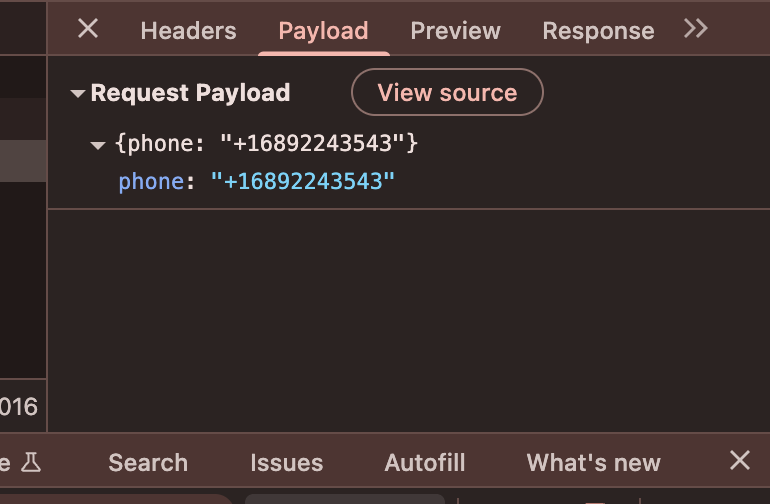 Headers Payload Preview Response
Request Payload View source
{phone: "+16892243543"}
phone: "+16892243543"
016
e Search Issues Autofill What's new